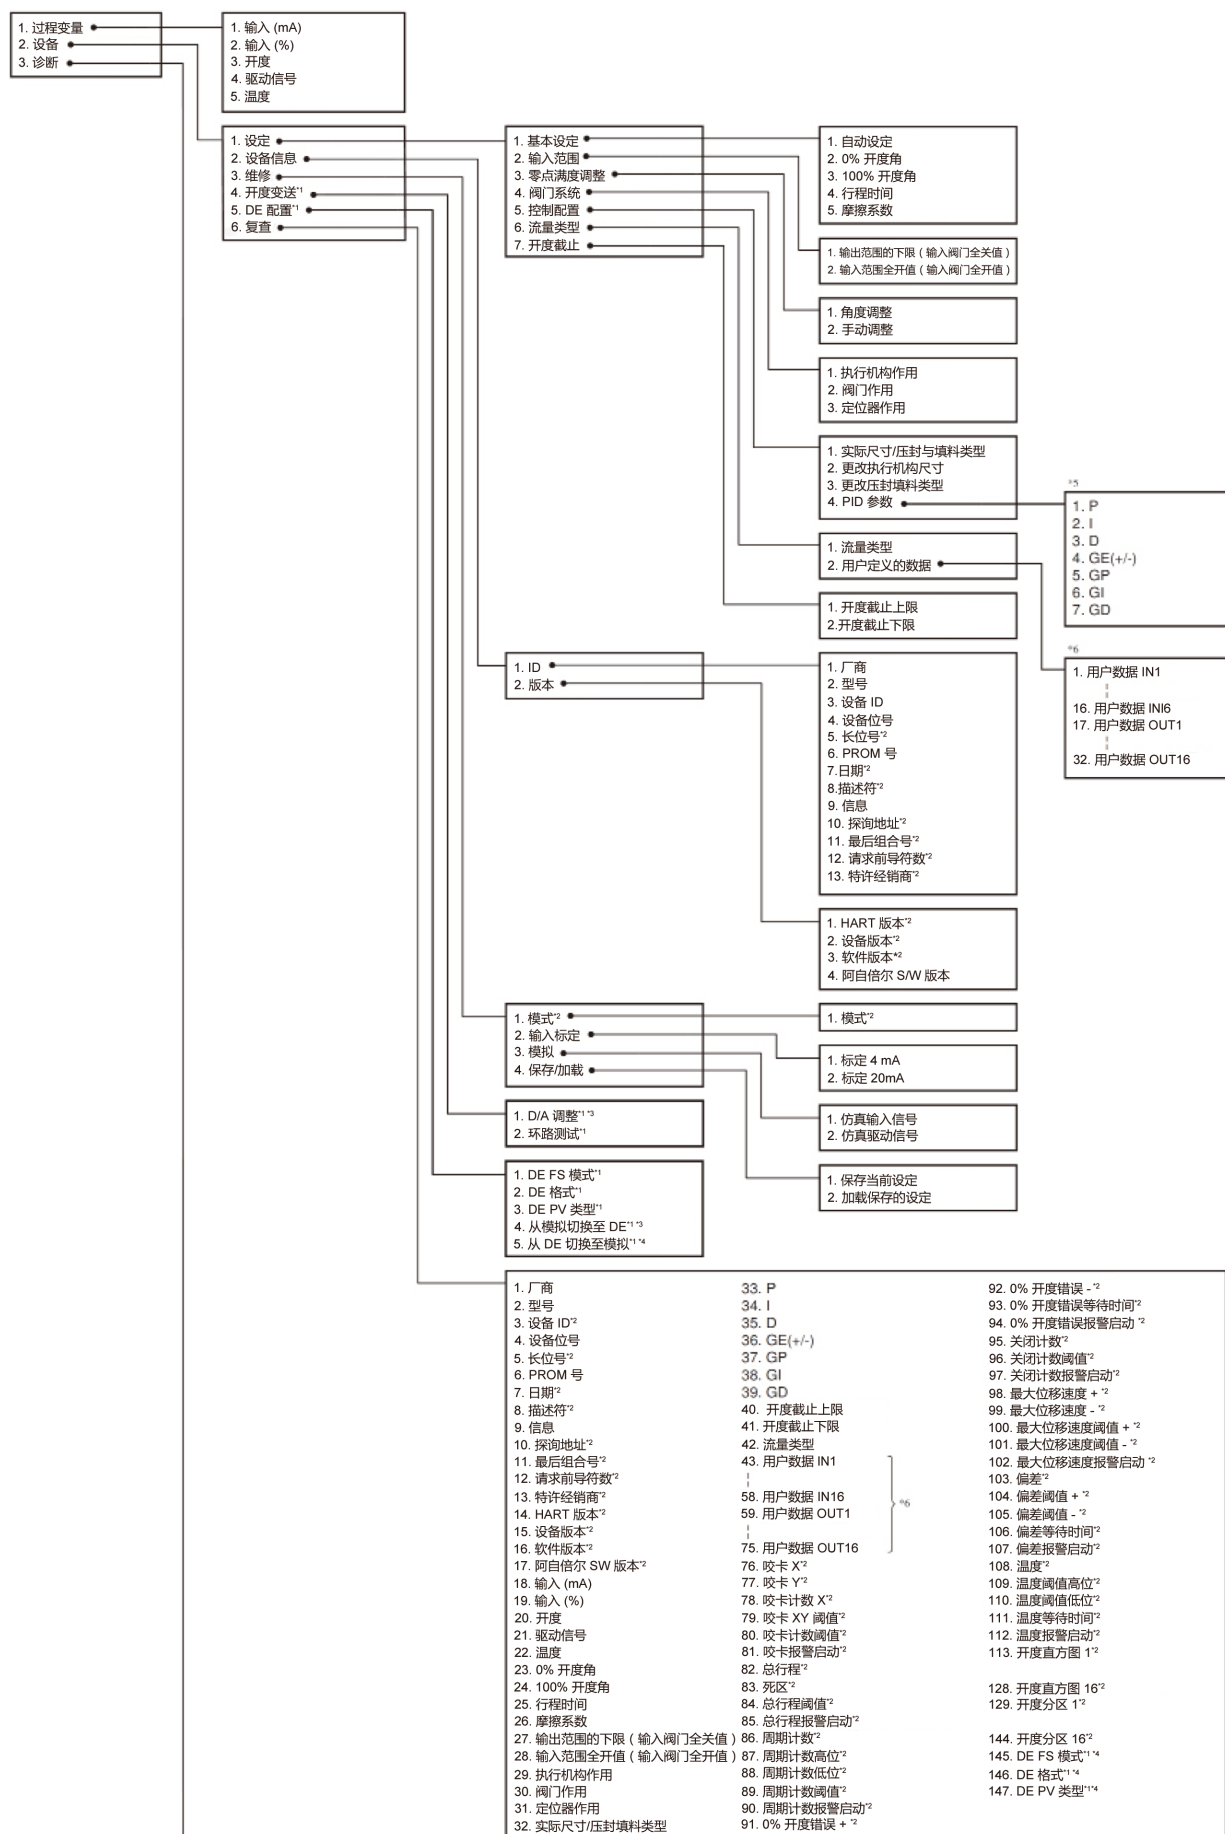 1. 过程变量
2. 设备
3. 诊断
1. 输入 (mA)
2. 输入 (%)
3. 开度
4. 驱动信号
5. 温度
1. 设定
2. 设备信息
3. 维修
4. 开度变送*1
5. DE 配置*1
6. 复查
1. 基本设定
2. 输入范围
3. 零点满度调整
4. 阀门系统
5. 控制配置
6. 流量类型
7. 开度截止
1. 自动设定
2. 0% 开度角
3. 100% 开度角
4. 行程时间
5. 摩擦系数
1. 输出范围的下限（输入阀门全关值）
2. 输入范围全开值（输入阀门全开值）
1. 角度调整
2. 手动调整
1. 执行机构作用
2. 阀门作用
3. 定位器作用
1. 实际尺寸/压封与填料类型
2. 更改执行机构尺寸
3. 更改压封填料类型
4. PID 参数
*5
1. P
2. I
3. D
4. GE(+/-)
5. GP
6. GI
7. GD
1. 流量类型
2. 用户定义的数据
1. 开度截止上限
2.开度截止下限
*6
1. 用户数据 IN1
16. 用户数据 INI6
17. 用户数据 OUT1
32. 用户数据 OUT16
1. ID
2. 版本
1. 厂商
2. 型号
3. 设备 ID
4. 设备位号
5. 长位号*2
6. PROM 号
7.日期*2
8.描述符*2
9. 信息
10. 探询地址*2
11. 最后组合号*2
12. 请求前导符数*2
13. 特许经销商*2
1. HART 版本*2
2. 设备版本*2
3. 软件版本*2
4. 阿自倍尔 S/W 版本
1. 模式*2
2. 输入标定
3. 模拟
4. 保存/加载
1. 模式*2
1. 标定 4 mA
2. 标定 20mA
1. 仿真输入信号
2. 仿真驱动信号
1. 保存当前设定
2. 加载保存的设定
1. D/A 调整*1 *3
2. 环路测试*1
1. DE FS 模式*1
2. DE 格式*1
3. DE PV 类型*1
4. 从模拟切换至 DE*1 *3
5. 从 DE 切换至模拟*1 *4
1. 厂商
2. 型号
3. 设备 ID*2
4. 设备位号
5. 长位号*2
6. PROM 号
7. 日期*2
8. 描述符*2
9. 信息
10. 探询地址*2
11. 最后组合号*2
12. 请求前导符数*2
13. 特许经销商*2
14. HART 版本*2
15. 设备版本*2
16. 软件版本*2
17. 阿自倍尔 SW 版本*2
18. 输入 (mA)
19. 输入 (%)
20. 开度
21. 驱动信号
22. 温度
23. 0% 开度角
24. 100% 开度角
25. 行程时间
26. 摩擦系数
27. 输出范围的下限（输入阀门全关值）
28. 输入范围全开值（输入阀门全开值）
29. 执行机构作用
30. 阀门作用
31. 定位器作用
32. 实际尺寸/压封填料类型
33. P
34. I
35. D
36. GE(+/-)
37. GP
38. GI
39. GD
40. 开度截止上限
41. 开度截止下限
42. 流量类型
43. 用户数据 IN1
58. 用户数据 IN16
59. 用户数据 OUT1
75. 用户数据 OUT16
*6
76. 咬卡 X*2
77. 咬卡 Y*2
78. 咬卡计数 X*2
79. 咬卡 XY 阈值*2
80. 咬卡计数阈值*2
81. 咬卡报警启动*2
82. 总行程*2
83. 死区*2
84. 总行程阈值*2
85. 总行程报警启动*2
86. 周期计数*2
87. 周期计数高位*2
88. 周期计数低位*2
89. 周期计数阈值*2
90. 周期计数报警启动*2
91. 0% 开度错误 + *2
92. 0% 开度错误 - *2
93. 0% 开度错误等待时间*2
94. 0% 开度错误报警启动 *2
95. 关闭计数*2
96. 关闭计数阈值*2
97. 关闭计数报警启动*2
98. 最大位移速度 + *2
99. 最大位移速度 - *2
100. 最大位移速度阈值 + *2
101. 最大位移速度阈值 - *2
102. 最大位移速度报警启动 *2
103. 偏差*2
104. 偏差阈值 + *2
105. 偏差阈值 - *2
106. 偏差等待时间*2
107. 偏差报警启动*2
108. 温度*2
109. 温度阈值高位*2
110. 温度阈值低位*2
111. 温度等待时间*2
112. 温度报警启动*2
113. 开度直方图 1*2
128. 开度直方图 16*2
129. 开度分区 1*2
144. 开度分区 16*2
145. DE FS 模式*1 *4
146. DE 格式*1 *4
147. DE PV 类型*1*4